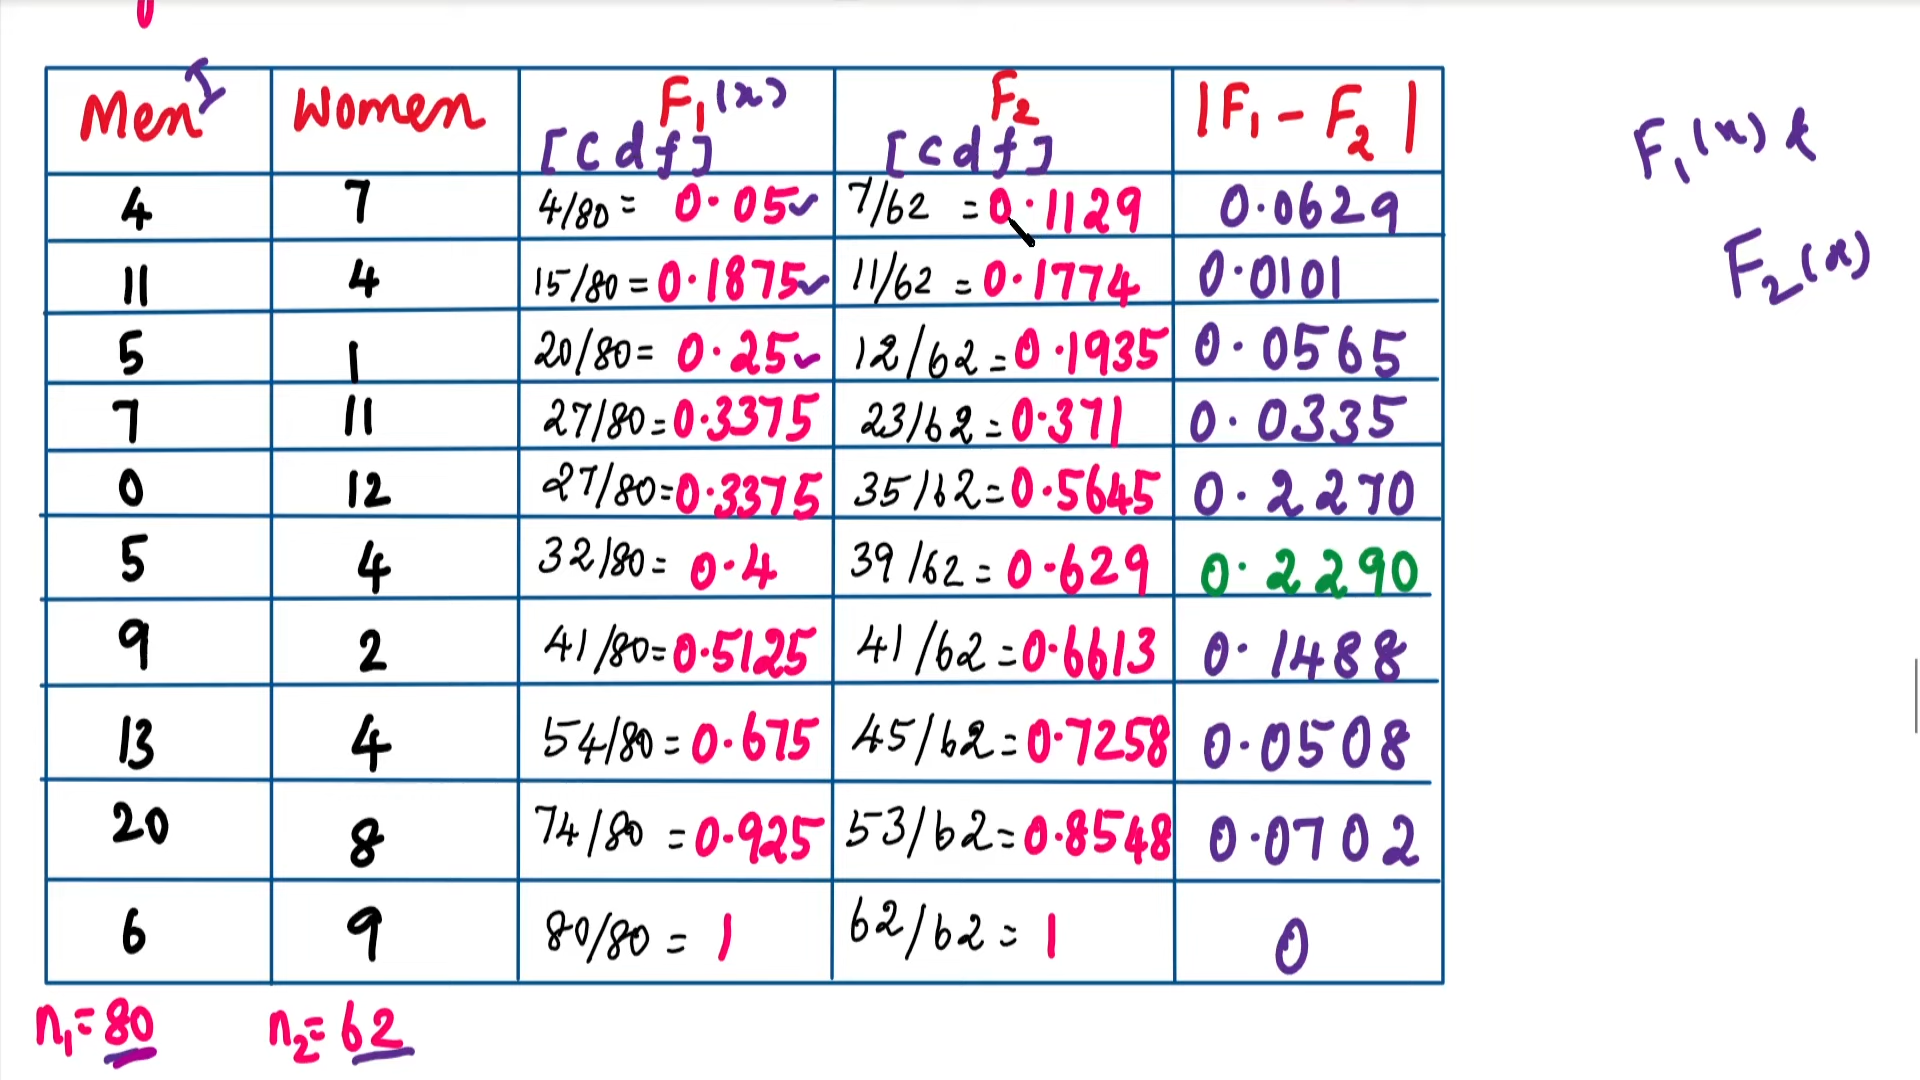 Men I Women F₁(x) [cdf] F₂ [cdf] |F₁ - F₂|
4 7 4/80 = 0.05✓ 7/62 = 0.1129 0.0629
11 4 15/80 = 0.1875✓ 11/62 = 0.1774 0.0101
5 1 20/80 = 0.25✓ 12/62 = 0.1935 0.0565
7 11 27/80 = 0.3375 23/62 = 0.371 0.0335
0 12 27/80 = 0.3375 35/62 = 0.5645 0.2270
5 4 32/80 = 0.4 39/62 = 0.629 0.2290
9 2 41/80 = 0.5125 41/62 = 0.6613 0.1488
13 4 54/80 = 0.675 45/62 = 0.7258 0.0508
20 8 74/80 = 0.925 53/62 = 0.8548 0.0702
6 9 80/80 = 1 62/62 = 1 0
n₁ = 80 n₂ = 62
F₁(x) &
F₂(x)